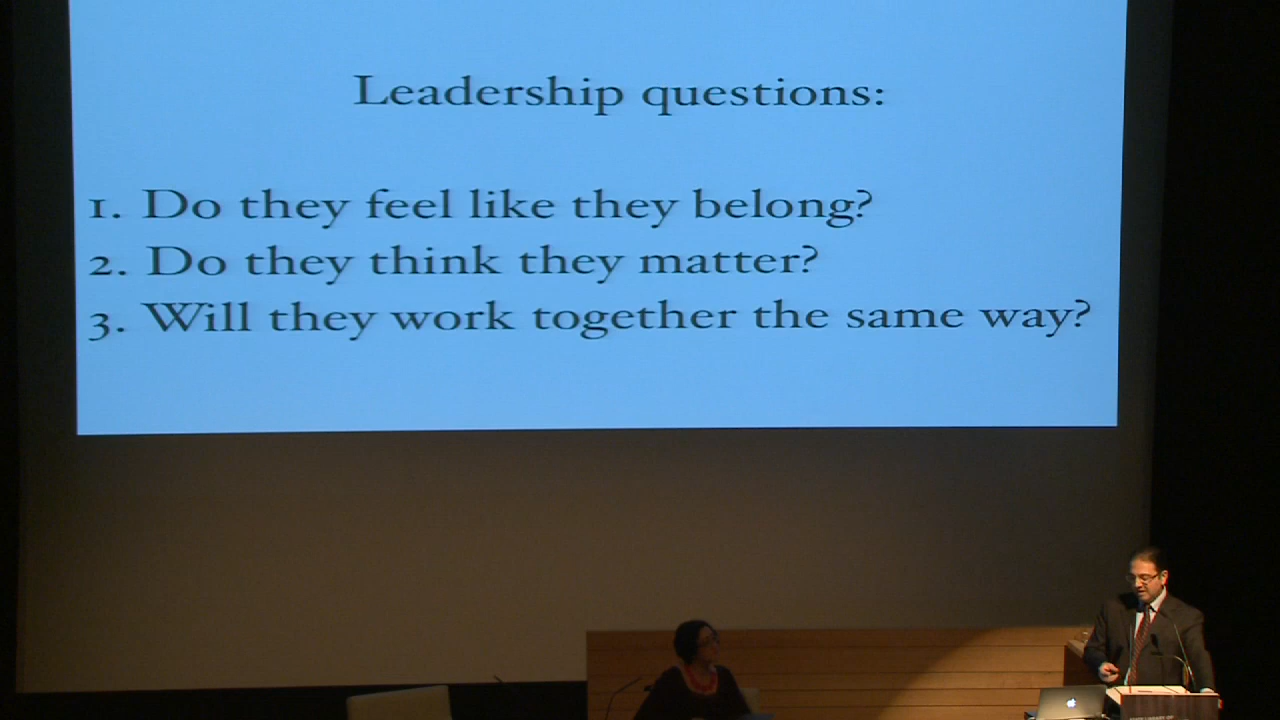 Leadership questions:
1. Do they feel like they belong?
2. Do they think they matter?
3. Will they work together the same way?